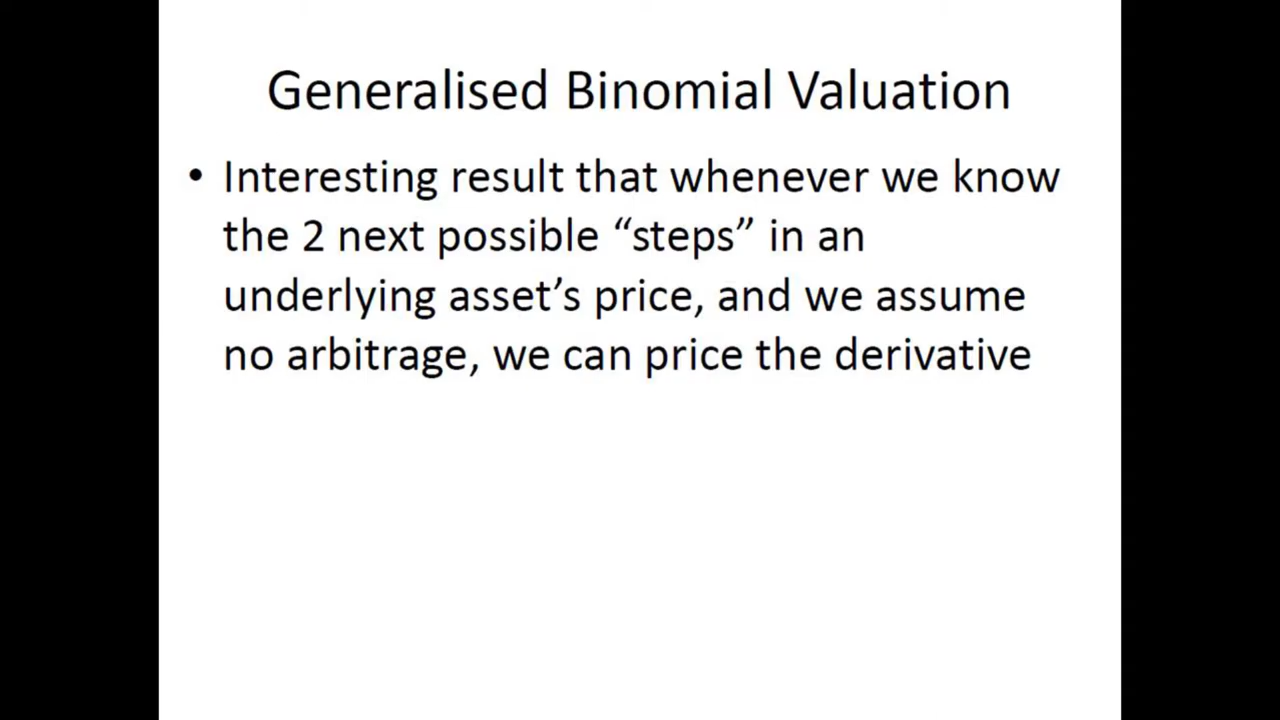 Generalised Binomial Valuation
• Interesting result that whenever we know
the 2 next possible “steps” in an
underlying asset’s price, and we assume
no arbitrage, we can price the derivative